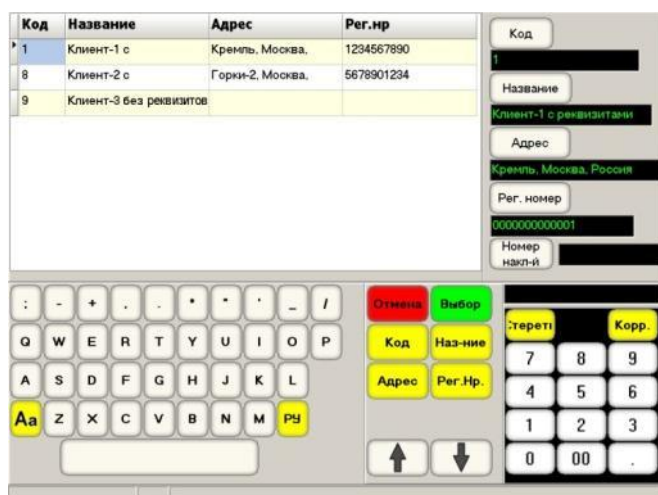 Код Название Адрес Рег.нр
1 Клиент-1 с Кремль, Москва, 1234567890
8 Клиент-2 с Горки-2, Москва, 5678901234
9 Клиент-3 без реквизитов
Код
1
Название
Клиент-1 с реквизитами
Адрес
Кремль, Москва, Россия
Рег. номер
0000000000001
Номер
накл-й
: - + . _ /
Q W E R T Y U I O P
A S D F G H J K L
Aa Z X C V B N M РУ
Отмена Выбор
Код Наз-ние
Адрес Рег.Нр.
Корр.
7 8 9
4 5 6
1 2 3
0 00 .